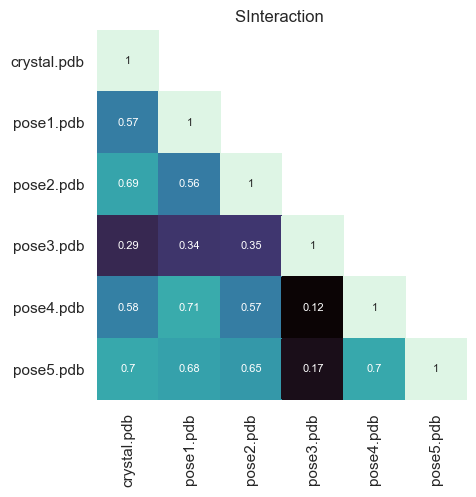 SInteraction
crystal.pdb 1
pose1.pdb 0.57 1
pose2.pdb 0.69 0.56 1
pose3.pdb 0.29 0.34 0.35 1
pose4.pdb 0.58 0.71 0.57 0.12 1
pose5.pdb 0.7 0.68 0.65 0.17 0.7 1
crystal.pdb pose1.pdb pose2.pdb pose3.pdb pose4.pdb pose5.pdb